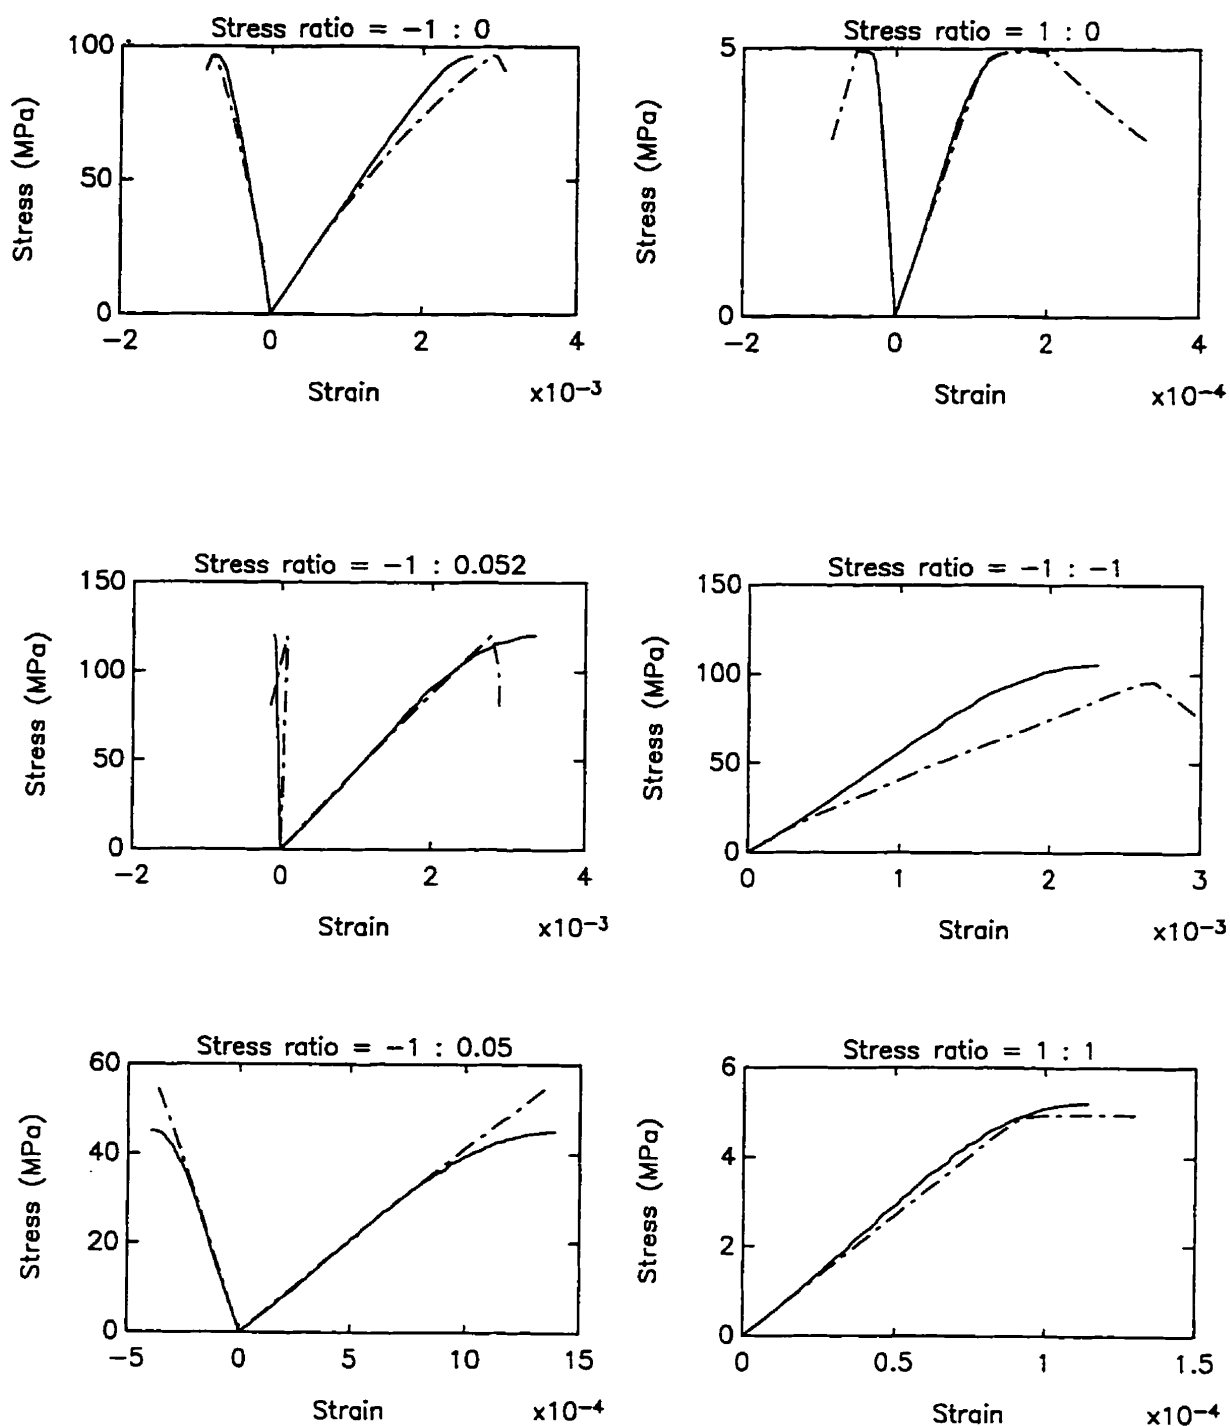 Stress ratio = −1 : 0
100
50
0
Stress (MPa)
−2 0 2 4
Strain x10−3
Stress ratio = 1 : 0
5
0
Stress (MPa)
−2 0 2 4
Strain x10−4
Stress ratio = −1 : 0.052
150
100
50
0
Stress (MPa)
−2 0 2 4
Strain x10−3
Stress ratio = −1 : −1
150
100
50
0
Stress (MPa)
0 1 2 3
Strain x10−3
Stress ratio = −1 : 0.05
60
40
20
0
Stress (MPa)
−5 0 5 10 15
Strain x10−4
Stress ratio = 1 : 1
6
4
2
0
Stress (MPa)
0 0.5 1 1.5
Strain x10−4